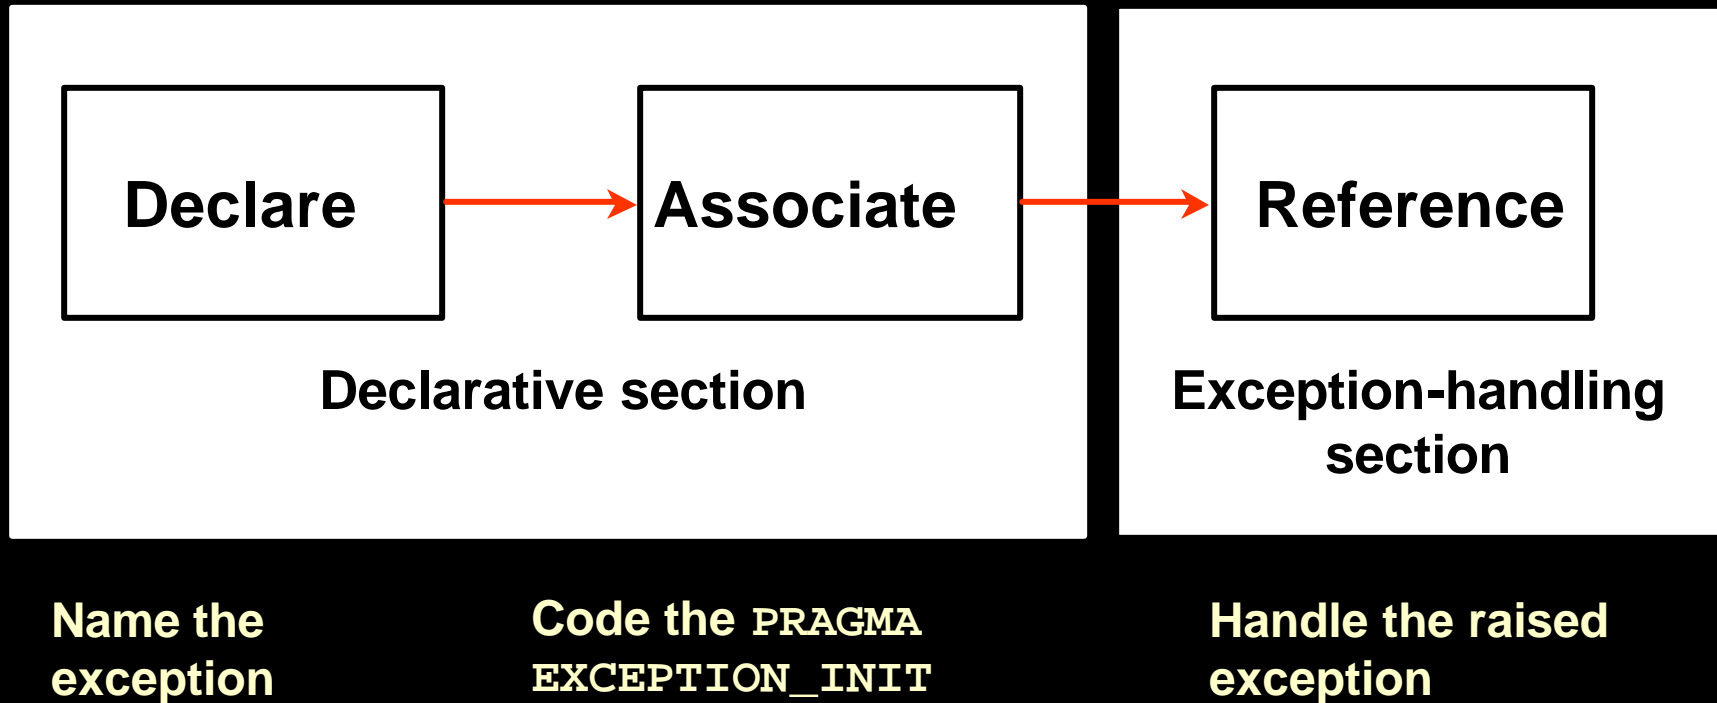 Declare
Associate
Reference
Declarative section
Exception-handling
section
Name the
exception
Code the PRAGMA
EXCEPTION_INIT
Handle the raised
exception